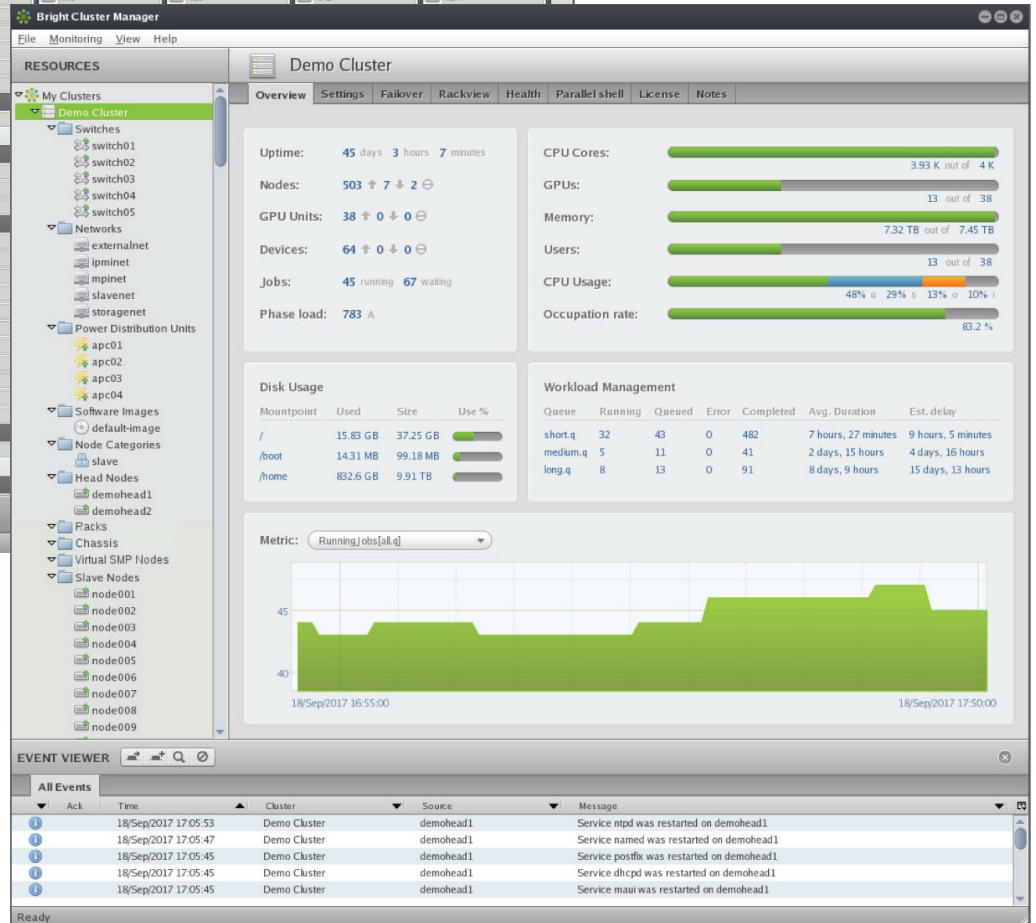 Bright Cluster Manager
File Monitoring View Help
RESOURCES
My Clusters
Demo Cluster
Switches
switch01
switch02
switch03
switch04
switch05
Networks
externalnet
ipminet
mpinet
slavenet
storagenet
Power Distribution Units
apc01
apc02
apc03
apc04
Software Images
default-image
Node Categories
slave
Head Nodes
demohead1
demohead2
Racks
Chassis
Virtual SMP Nodes
Slave Nodes
node001
node002
node003
node004
node005
node006
node007
node008
node009
Demo Cluster
Overview Settings Failover Rackview Health Parallel shell License Notes
Uptime: 45 days 3 hours 7 minutes
Nodes: 503 7 2
GPU Units: 38 0 0
Devices: 64 0 0
Jobs: 45 running 67 waiting
Phase load: 783 A
CPU Cores:
3.93 K out of 4 K
GPUs:
13 out of 38
Memory:
7.32 TB out of 7.45 TB
Users:
13 out of 38
CPU Usage:
48% u 29% s 13% o 10% i
Occupation rate:
83.2 %
Disk Usage
Mountpoint Used Size Use %
/ 15.83 GB 37.25 GB
/boot 14.31 MB 99.18 MB
/home 832.6 GB 9.91 TB
Workload Management
Queue Running Queued Error Completed Avg. Duration Est. delay
short.q 32 43 0 482 7 hours, 27 minutes 9 hours, 5 minutes
medium.q 5 11 0 41 2 days, 15 hours 4 days, 16 hours
long.q 8 13 0 91 8 days, 9 hours 15 days, 13 hours
Metric: RunningJobs[all.q]
45
40
18/Sep/2017 16:55:00 18/Sep/2017 17:50:00
EVENT VIEWER
All Events
Ack Time Cluster Source Message
18/Sep/2017 17:05:53 Demo Cluster demohead1 Service ntpd was restarted on demohead1
18/Sep/2017 17:05:47 Demo Cluster demohead1 Service named was restarted on demohead1
18/Sep/2017 17:05:45 Demo Cluster demohead1 Service postfix was restarted on demohead1
18/Sep/2017 17:05:45 Demo Cluster demohead1 Service dhcpd was restarted on demohead1
18/Sep/2017 17:05:45 Demo Cluster demohead1 Service maui was restarted on demohead1
Ready